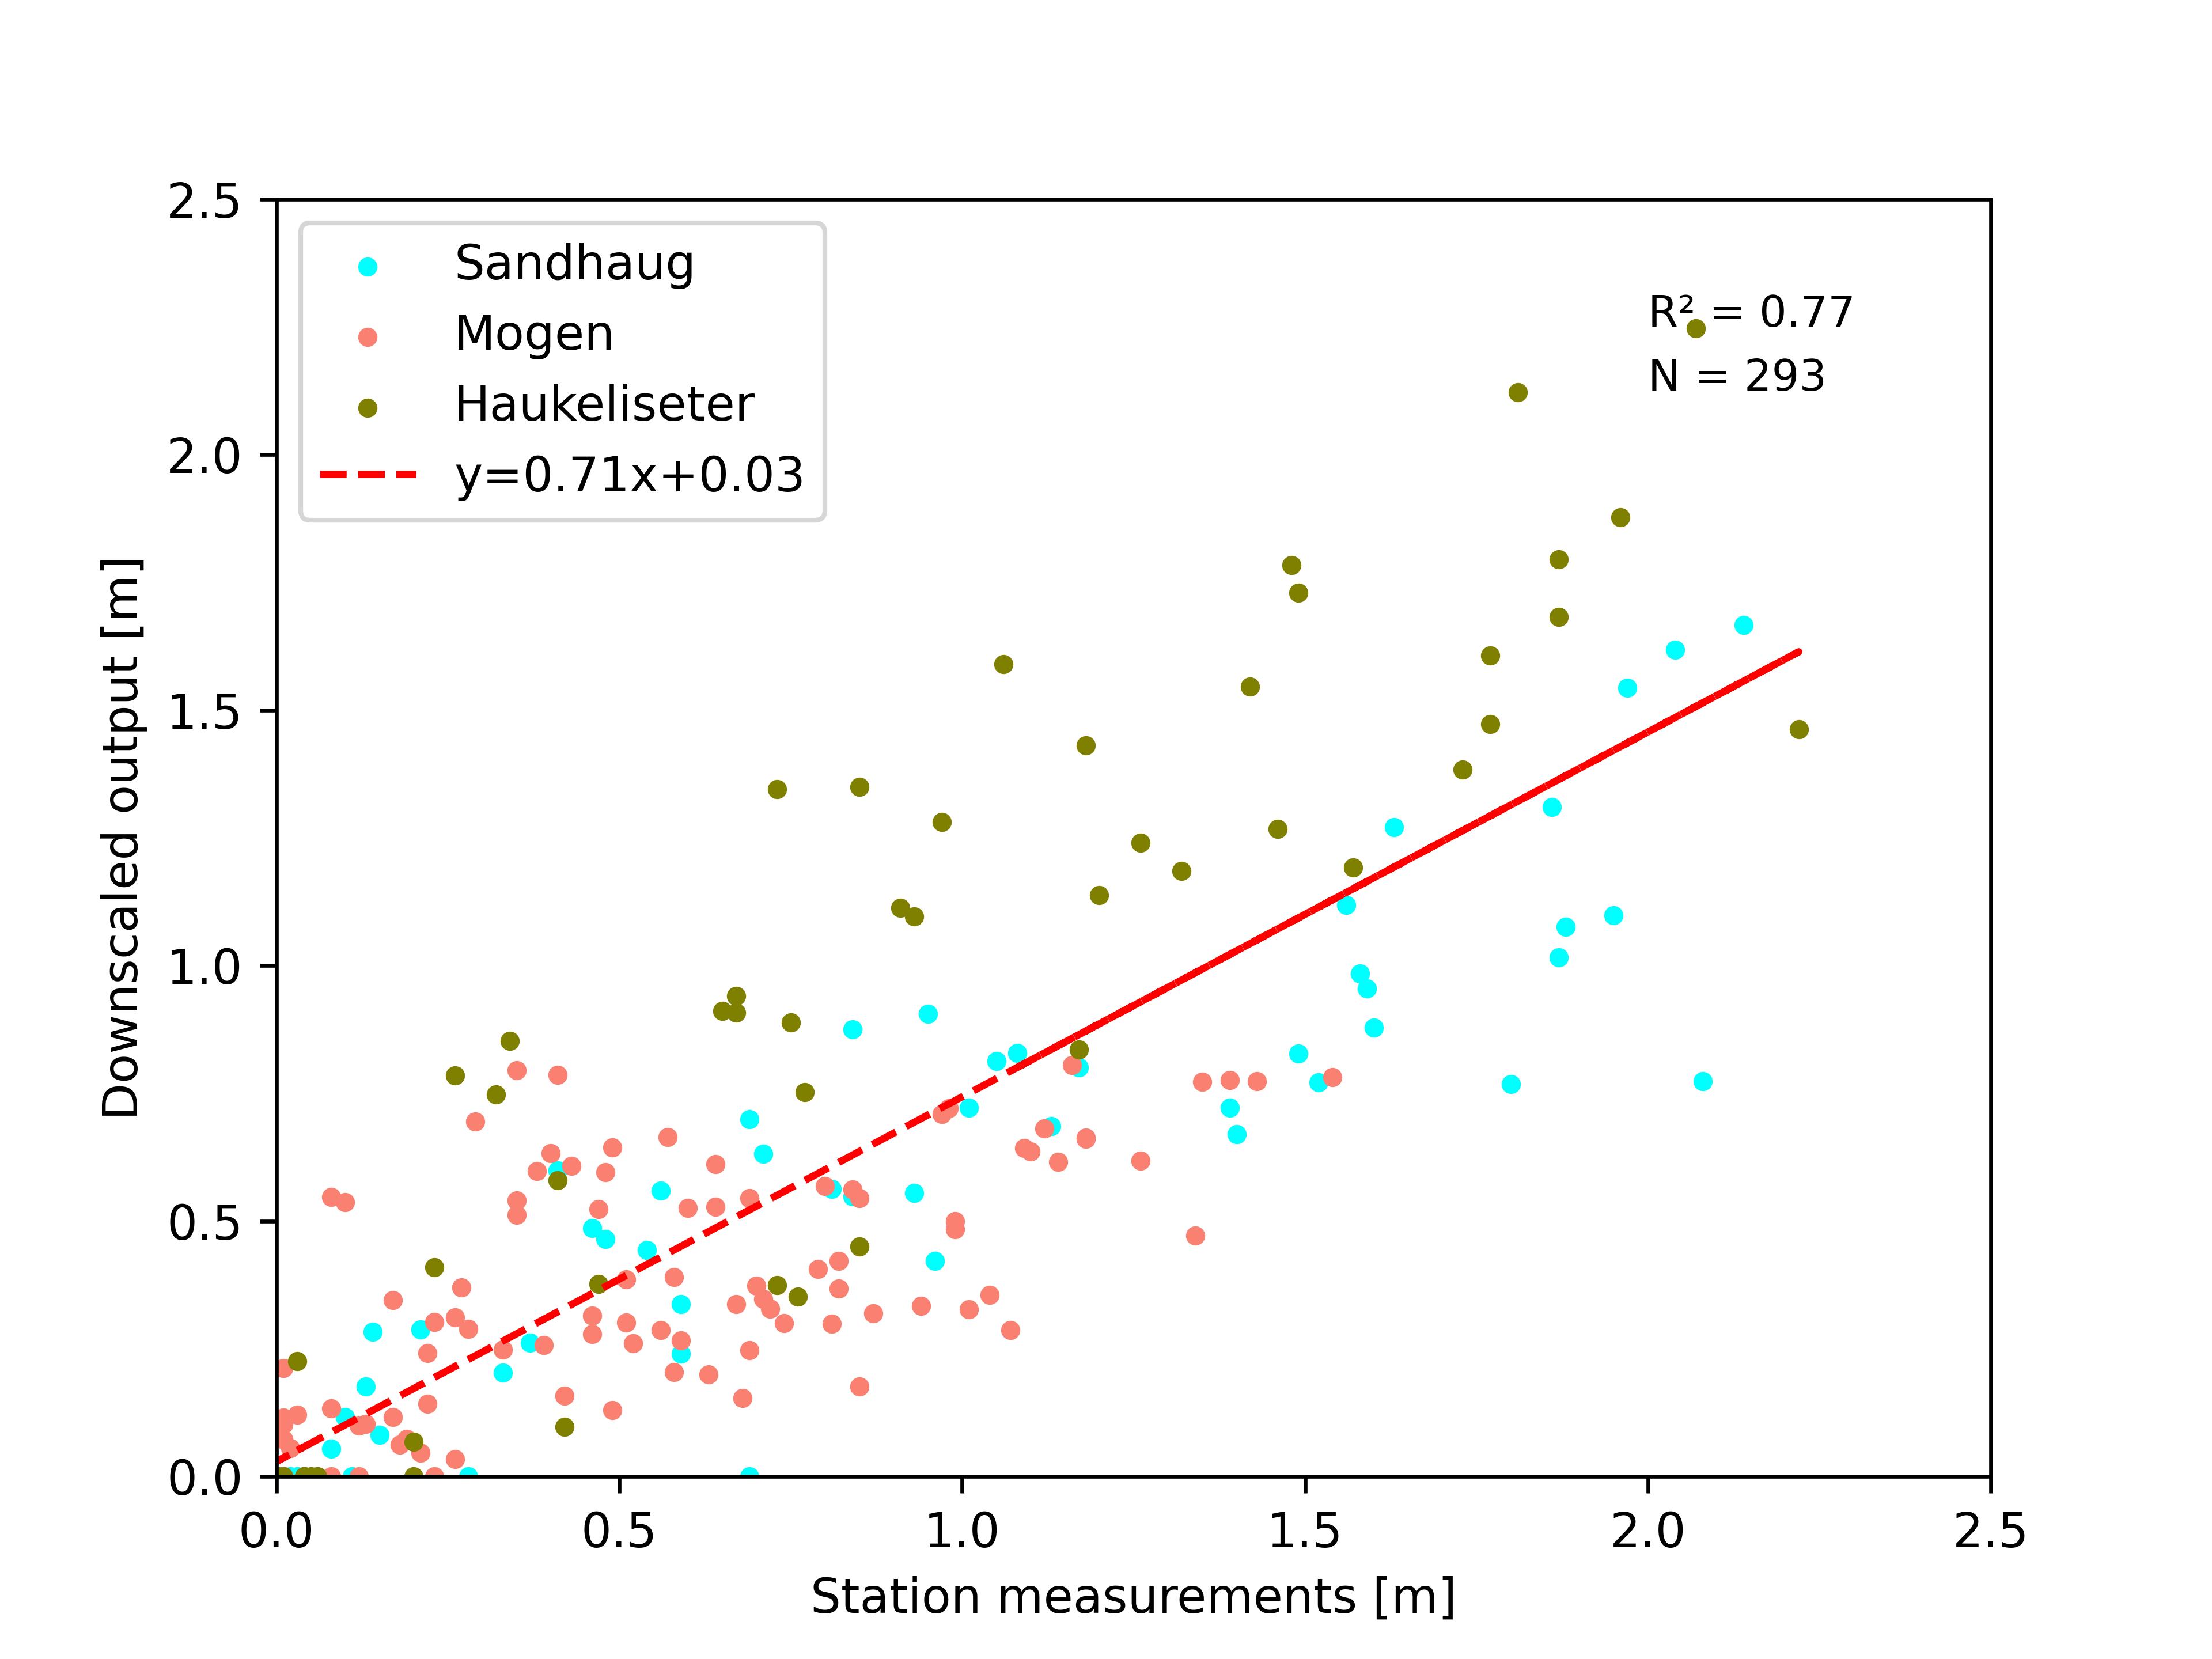 Sandhaug
Mogen
Haukeliseter
y=0.71x+0.03
R² = 0.77
N = 293
Downscaled output [m]
2.5
2.0
1.5
1.0
0.5
0.0
0.0 0.5 1.0 1.5 2.0 2.5
Station measurements [m]